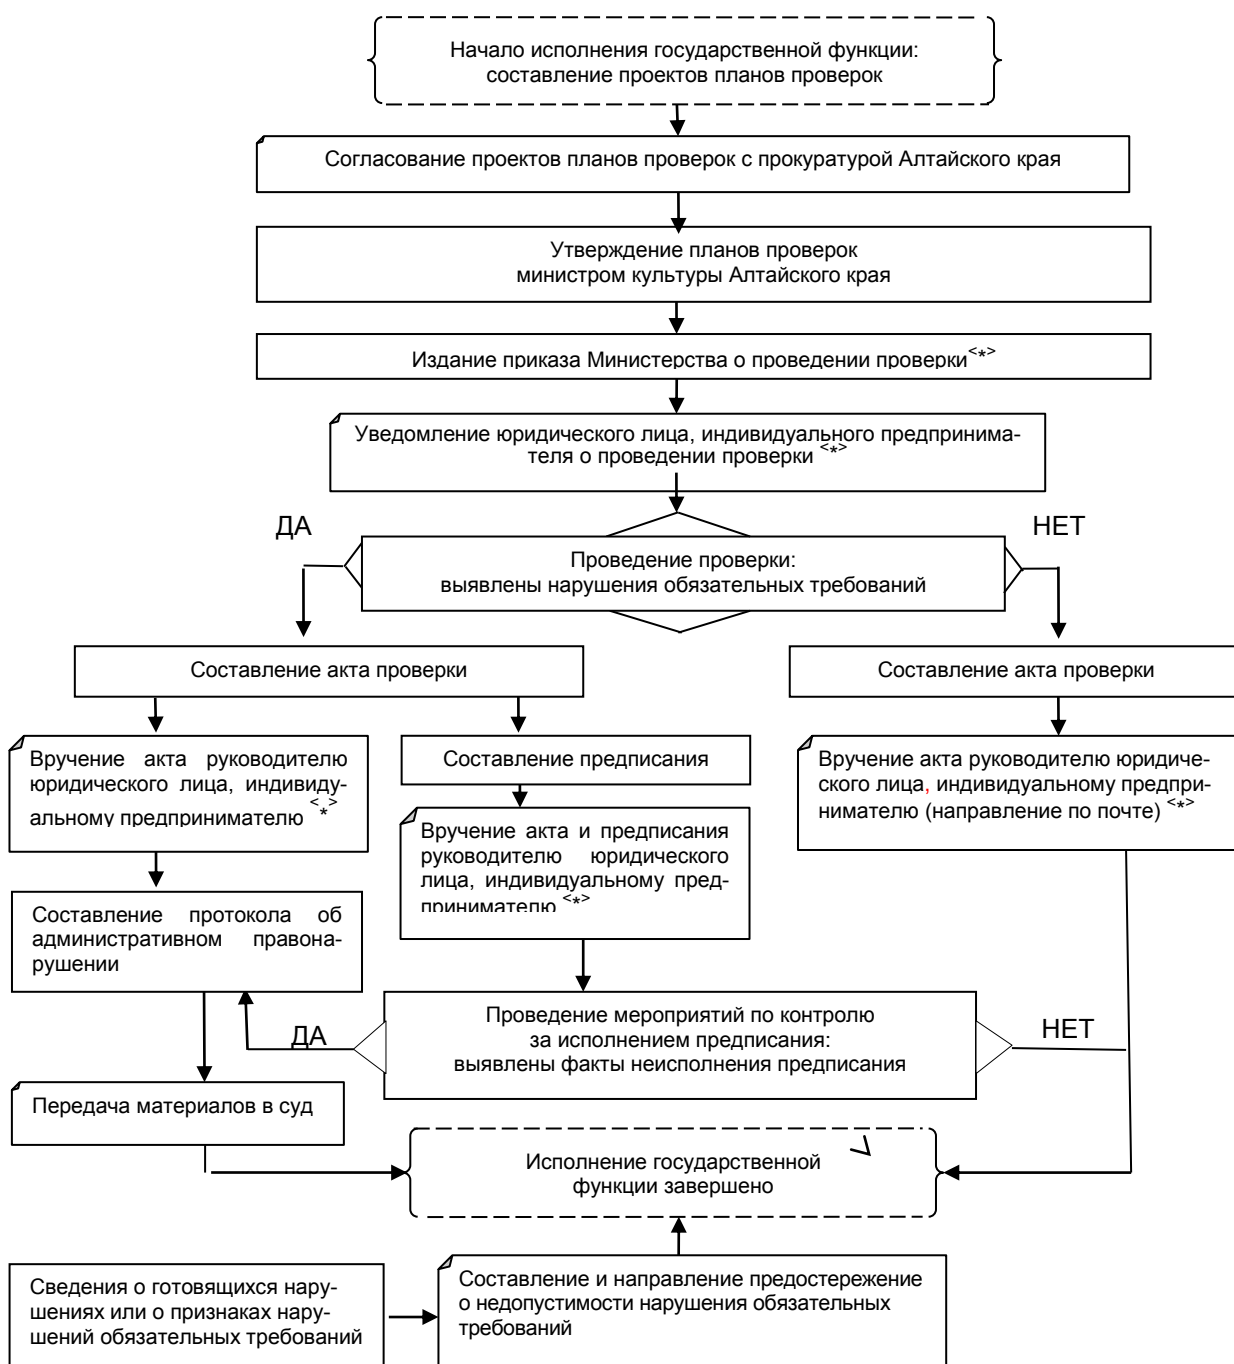 Начало исполнения государственной функции:
составление проектов планов проверок
Согласование проектов планов проверок с прокуратурой Алтайского края
Утверждение планов проверок
министром культуры Алтайского края
Издание приказа Министерства о проведении проверки<*>
Уведомление юридического лица, индивидуального предпринима-
теля о проведении проверки <*>
ДА
НЕТ
Проведение проверки:
выявлены нарушения обязательных требований
Составление акта проверки
Составление акта проверки
Вручение акта руководителю
юридического лица, индивиду-
альному предпринимателю <*>
Составление предписания
Вручение акта руководителю юридиче-
ского лица, индивидуальному предпри-
нимателю (направление по почте) <*>
Вручение акта и предписания
руководителю юридического
лица, индивидуальному пред-
принимателю <*>
Составление протокола об
административном правона-
рушении
Проведение мероприятий по контролю
за исполнением предписания:
выявлены факты неисполнения предписания
ДА
НЕТ
Передача материалов в суд
Исполнение государственной
функции завершено
Сведения о готовящихся нару-
шениях или о признаках нару-
шений обязательных требований
Составление и направление предостережение
о недопустимости нарушения обязательных
требований